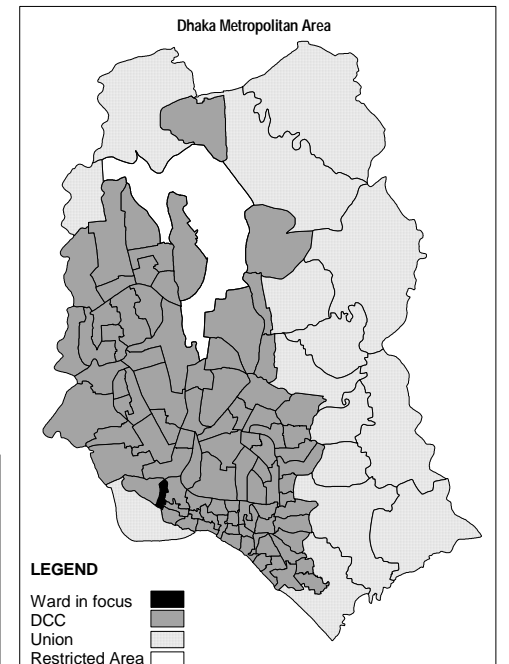 Dhaka Metropolitan Area
LEGEND
Ward in focus
DCC
Union
Restricted Area